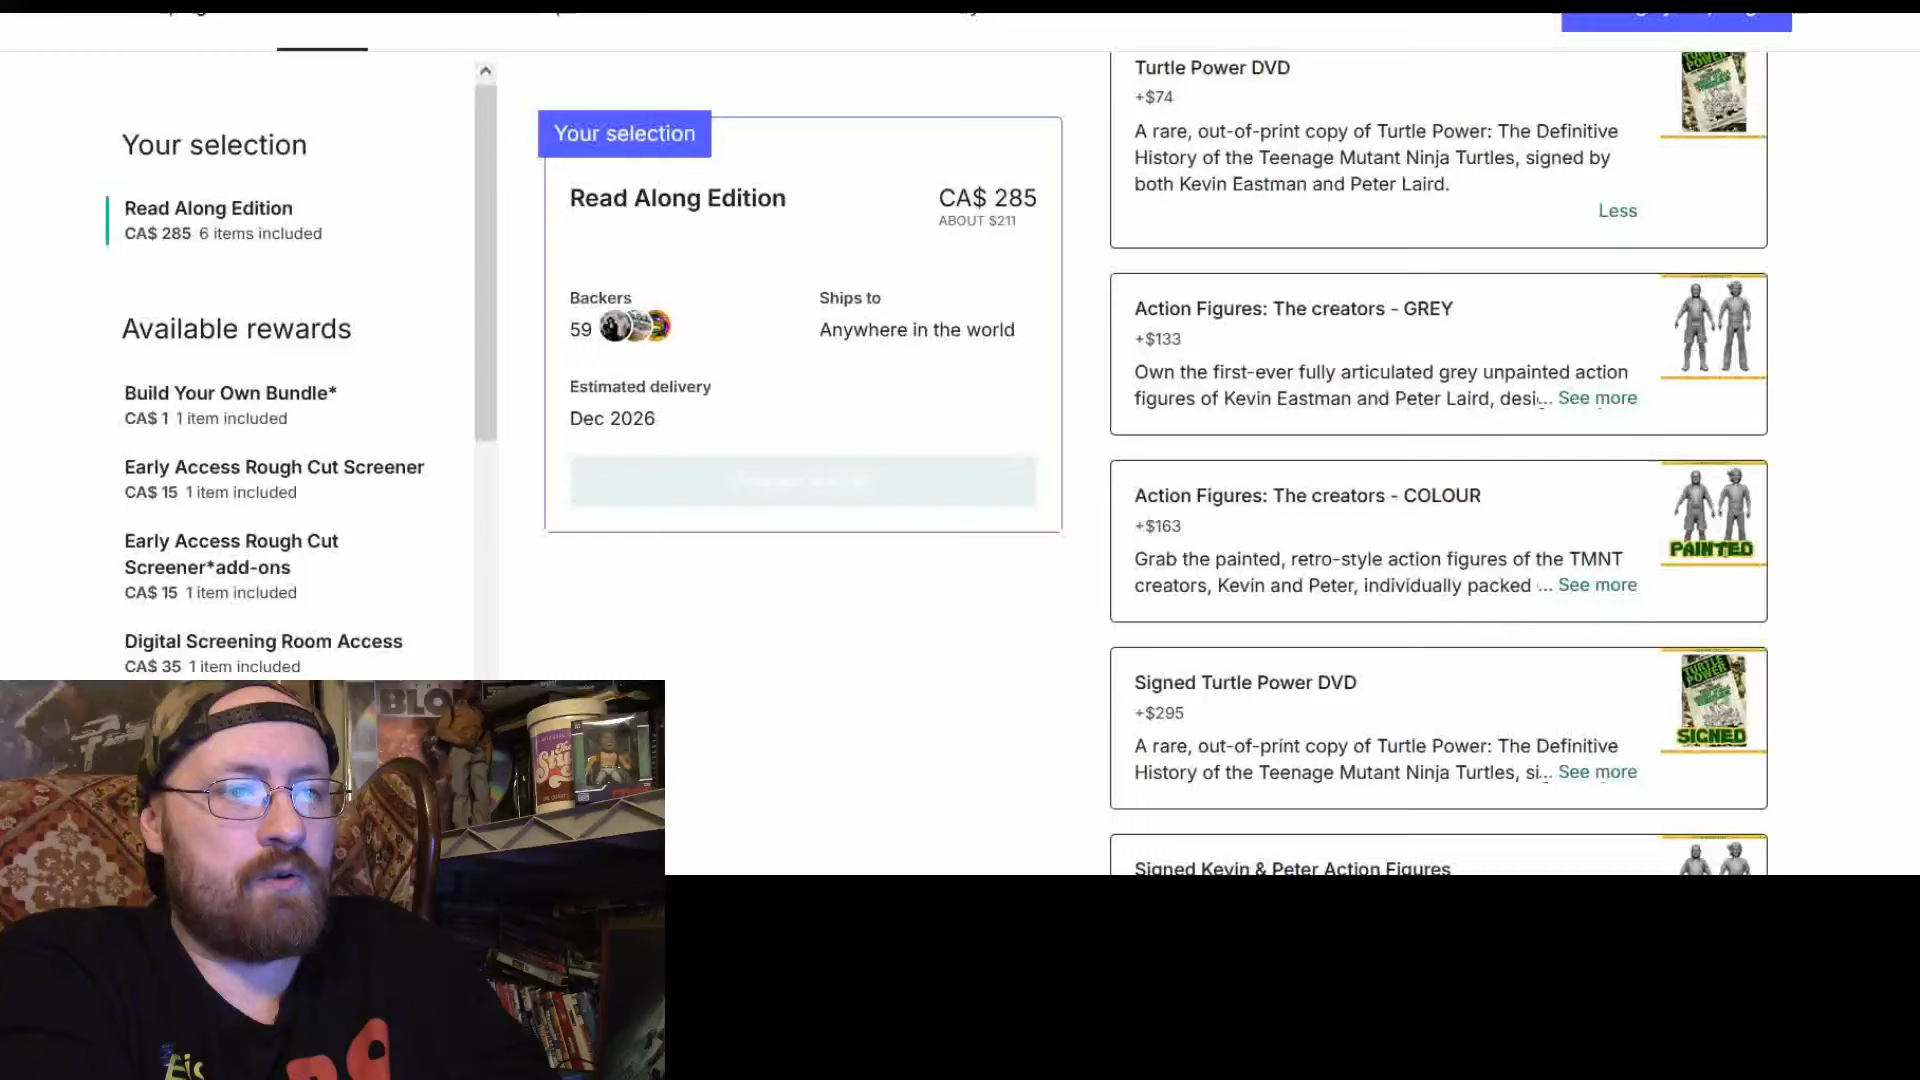 Your selection
Read Along Edition
CA$ 285 6 items included
Available rewards
Build Your Own Bundle*
CA$ 1 1 item included
Early Access Rough Cut Screener
CA$ 15 1 item included
Early Access Rough Cut
Screener*add-ons
CA$ 15 1 item included
Digital Screening Room Access
CA$ 35 1 item included
Your selection
Read Along Edition
CA$ 285
ABOUT $211
Backers
59
Ships to
Anywhere in the world
Estimated delivery
Dec 2026
Turtle Power DVD
+$74
A rare, out-of-print copy of Turtle Power: The Definitive
History of the Teenage Mutant Ninja Turtles, signed by
both Kevin Eastman and Peter Laird.
Less
TURTLE
POWER
Action Figures: The creators - GREY
+$133
Own the first-ever fully articulated grey unpainted action
figures of Kevin Eastman and Peter Laird, desi... See more
Action Figures: The creators - COLOUR
+$163
Grab the painted, retro-style action figures of the TMNT
creators, Kevin and Peter, individually packed ... See more
PAINTED
Signed Turtle Power DVD
+$295
A rare, out-of-print copy of Turtle Power: The Definitive
History of the Teenage Mutant Ninja Turtles, si... See more
TURTLE
POWER
SIGNED
Signed Kevin & Peter Action Figures
BLO
The